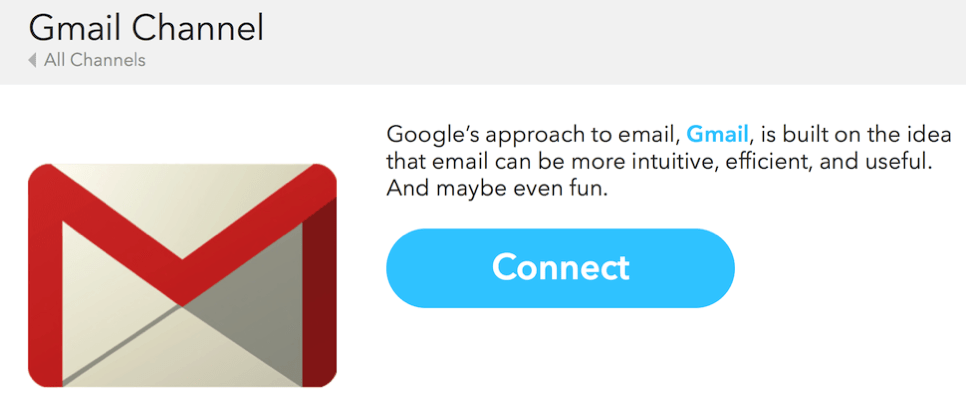 Gmail Channel
All Channels
Google’s approach to email, Gmail, is built on the idea
that email can be more intuitive, efficient, and useful.
And maybe even fun.
Connect